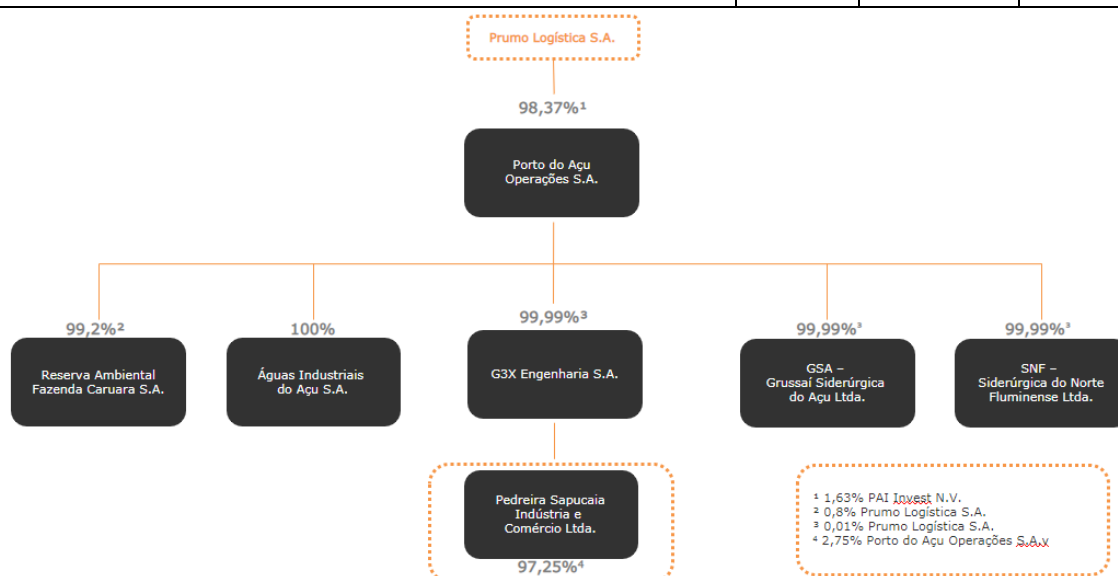 Prumo Logística S.A.
98,37%¹
Porto do Açu
Operações S.A.
99,2%²
100%
99,99%³
99,99%³
99,99%³
Reserva Ambiental
Fazenda Caruara S.A.
Águas Industriais
do Açu S.A.
G3X Engenharia S.A.
GSA –
Grussaí Siderúrgica
do Açu Ltda.
SNF –
Siderúrgica do Norte
Fluminense Ltda.
Pedreira Sapucaia
Indústria e
Comércio Ltda.
97,25%⁴
¹ 1,63% PAI Invest N.V.
² 0,8% Prumo Logística S.A.
³ 0,01% Prumo Logística S.A.
⁴ 2,75% Porto do Açu Operações S.A.v